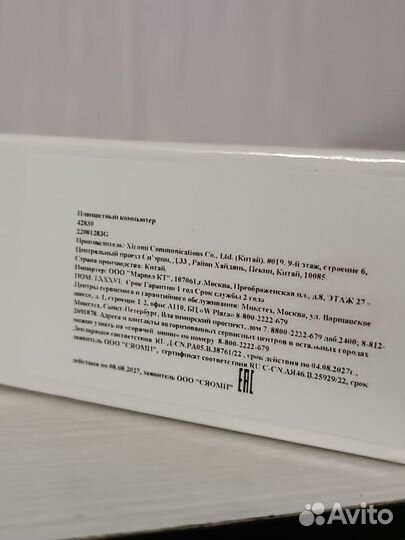 Планшетный компьютер
42830
22081283G
Производитель: Xiaomi Communications Co., Ltd. (Китай). #019, 9-й этаж, строение 6,
Центральный проезд Си'эрци, 33, Район Хайдянь, Пекин, Китай, 10085.
Страна производства: Китай.
Импортер: ООО "Марвел КТ", 107061,г.Москва, Преображенская пл., д.8, ЭТАЖ 27 -
ПОМ- LXXXVI. Срок Гарантии 1 год Срок службы 2 года
Центры сервисного и гарантийного обслуживания: Микстех, Москва, ул. Варшавское
шоссе, д. 1, строение 1 2, офис А110, БЦ «W Plaza» 8-800-2222-679
Микстех, Санкт-Петербург, Владимирский проспект, дом 7 8800-2222-679 доб.2400; 8-812-
2091878. Адреса и контакты авторизованных сервисных центров в остальных городах
можно узнать на «горячей линии» по номеру 8-800-2222-679
Декларация соответствия RU Д-CN.РА05.В.38761/22 , срок действия по 04.08.2027г.,
заявитель ООО "СЯОМИ", сертификат соответствия RU C-CN.АЯ46.В.25929/22, срок
действия по 08.08.2027, заявитель ООО "СЯОМИ"
EAC
Avito